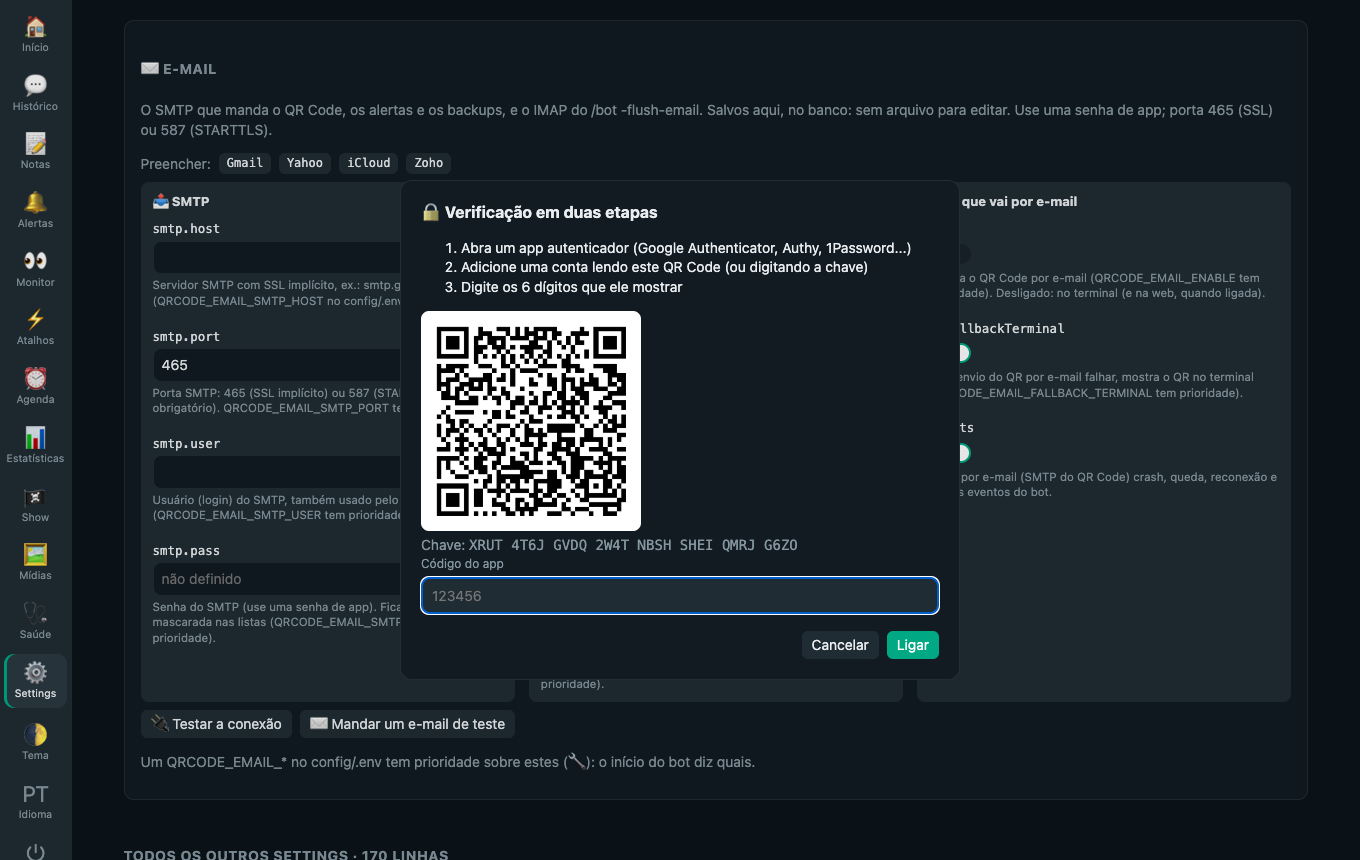 Início
Histórico
Notas
Alertas
Monitor
Atalhos
Agenda
Estatísticas
Show
Mídias
Saúde
Settings
Tema
PT
Idioma
E-MAIL
O SMTP que manda o QR Code, os alertas e os backups, e o IMAP do /bot -flush-email. Salvos aqui, no banco: sem arquivo para editar. Use uma senha de app; porta 465 (SSL)
ou 587 (STARTTLS).
Preencher: Gmail Yahoo iCloud Zoho
SMTP
smtp.host
Servidor SMTP com SSL implícito, ex.: smtp.g
(QRCODE_EMAIL_SMTP_HOST no config/.env
smtp.port
465
Porta SMTP: 465 (SSL implícito) ou 587 (STA
obrigatório). QRCODE_EMAIL_SMTP_PORT te
smtp.user
Usuário (login) do SMTP, também usado pelo
(QRCODE_EMAIL_SMTP_USER tem prioridade
smtp.pass
não definido
Senha do SMTP (use uma senha de app). Fica
mascarada nas listas (QRCODE_EMAIL_SMTP
prioridade).
Verificação em duas etapas
1. Abra um app autenticador (Google Authenticator, Authy, 1Password...)
2. Adicione uma conta lendo este QR Code (ou digitando a chave)
3. Digite os 6 dígitos que ele mostrar
Chave: XRUT 4T6J GVDQ 2W4T NBSH SHEI QMRJ G6ZO
Código do app
123456
Cancelar Ligar
prioridade).
que vai por e-mail
a o QR Code por e-mail (QRCODE_EMAIL_ENABLE tem
dade). Desligado: no terminal (e na web, quando ligada).
llbackTerminal
envio do QR por e-mail falhar, mostra o QR no terminal
ODE_EMAIL_FALLBACK_TERMINAL tem prioridade).
ts
por e-mail (SMTP do QR Code) crash, queda, reconexão e
s eventos do bot.
Testar a conexão Mandar um e-mail de teste
Um QRCODE_EMAIL_* no config/.env tem prioridade sobre estes (🔧): o início do bot diz quais.
TODOS OS OUTROS SETTINGS · 170 LINHAS